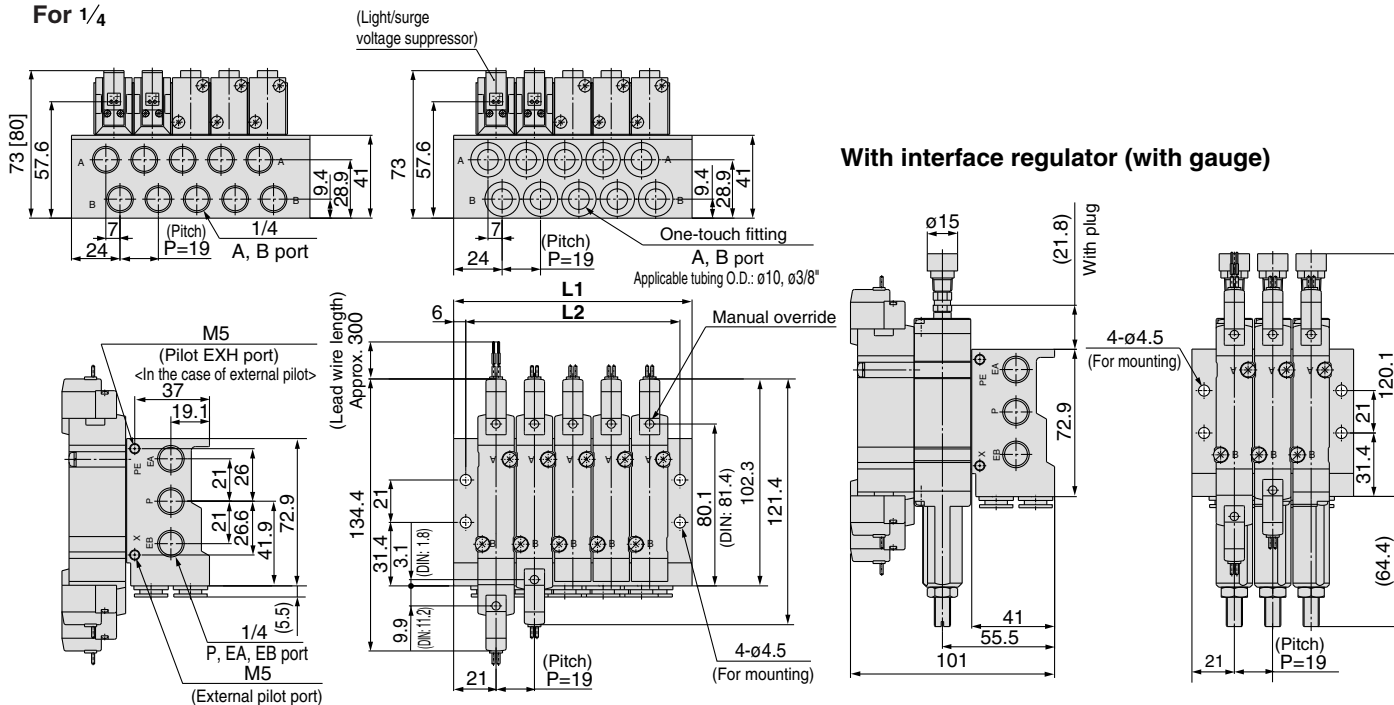 For 1/4
(Light/surge
voltage suppressor)
73 [80]
57.6
A
A
B
B
9.4
28.9
41
7
24
(Pitch)
P=19
1/4
A, B port
73
57.6
A
A
B
B
9.4
28.9
41
7
24
(Pitch)
P=19
One-touch fitting
A, B port
Applicable tubing O.D.: ø10, ø3/8"
With interface regulator (with gauge)
M5
(Pilot EXH port)
<In the case of external pilot>
37
19.1
PE
EA
P
X
EB
21
21
26
26.6
41.9
72.9
(5.5)
1/4
P, EA, EB port
M5
(External pilot port)
L1
L2
6
Manual override
(Lead wire length)
Approx. 300
134.4
21
31.4
3.1
(DIN: 1.8)
9.9
(DIN: 11.2)
A
A
A
A
A
B
B
B
B
B
80.1
(DIN: 81.4)
102.3
121.4
21
(Pitch)
P=19
4-ø4.5
(For mounting)
ø15
(21.8)
With plug
PE
EA
P
X
EB
72.9
41
55.5
101
4-ø4.5
(For mounting)
A
A
A
B
B
B
120.1
21
31.4
(64.4)
21
(Pitch)
P=19